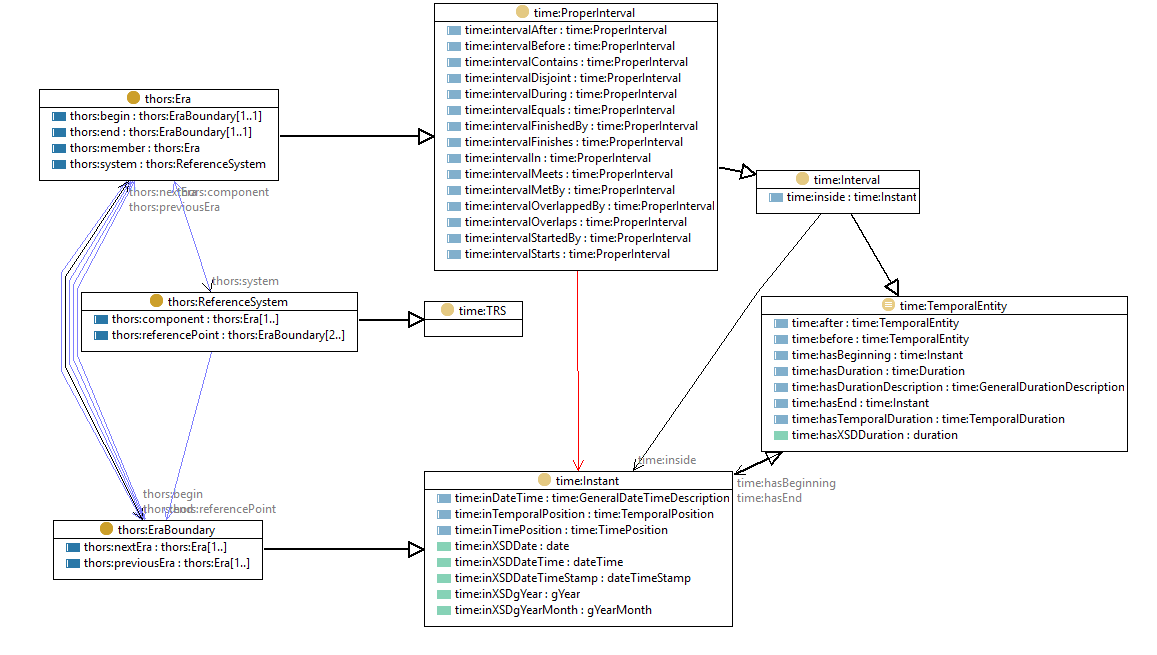 time:ProperInterval
time:intervalAfter : time:ProperInterval
time:intervalBefore : time:ProperInterval
time:intervalContains : time:ProperInterval
time:intervalDisjoint : time:ProperInterval
time:intervalDuring : time:ProperInterval
time:intervalEquals : time:ProperInterval
time:intervalFinishedBy : time:ProperInterval
time:intervalFinishes : time:ProperInterval
time:intervalIn : time:ProperInterval
time:intervalMeets : time:ProperInterval
time:intervalMetBy : time:ProperInterval
time:intervalOverlappedBy : time:ProperInterval
time:intervalOverlaps : time:ProperInterval
time:intervalStartedBy : time:ProperInterval
time:intervalStarts : time:ProperInterval
thors:Era
thors:begin : thors:EraBoundary[1..1]
thors:end : thors:EraBoundary[1..1]
thors:member : thors:Era
thors:system : thors:ReferenceSystem
thors:nextEra
thors:component
thors:previousEra
time:Interval
time:inside : time:Instant
thors:system
thors:ReferenceSystem
thors:component : thors:Era[1..]
thors:referencePoint : thors:EraBoundary[2..]
time:TRS
time:TemporalEntity
time:after : time:TemporalEntity
time:before : time:TemporalEntity
time:hasBeginning : time:Instant
time:hasDuration : time:Duration
time:hasDurationDescription : time:GeneralDurationDescription
time:hasEnd : time:Instant
time:hasTemporalDuration : time:TemporalDuration
time:hasXSDDuration : duration
time:inside
time:hasBeginning
time:hasEnd
thors:begin
thors:end
thors:referencePoint
thors:EraBoundary
thors:nextEra : thors:Era[1..]
thors:previousEra : thors:Era[1..]
time:Instant
time:inDateTime : time:GeneralDateTimeDescription
time:inTemporalPosition : time:TemporalPosition
time:inTimePosition : time:TimePosition
time:inXSDDate : date
time:inXSDDateTime : dateTime
time:inXSDDateTimeStamp : dateTimeStamp
time:inXSDgYear : gYear
time:inXSDgYearMonth : gYearMonth